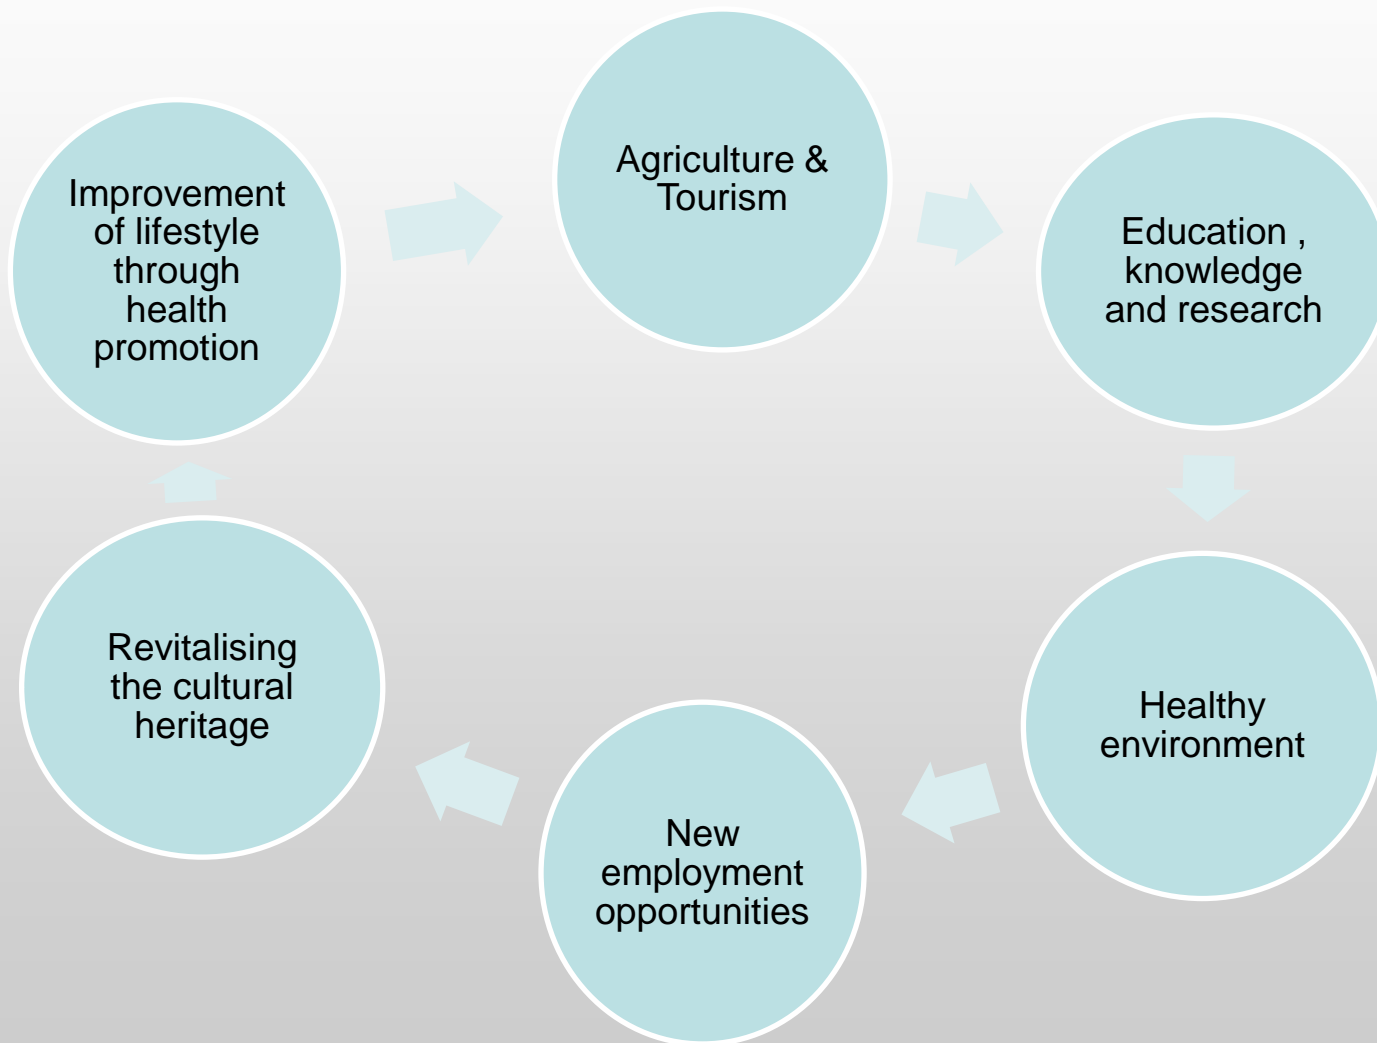 Agriculture &
Tourism
Education ,
knowledge
and research
Healthy
environment
New
employment
opportunities
Revitalising
the cultural
heritage
Improvement
of lifestyle
through
health
promotion